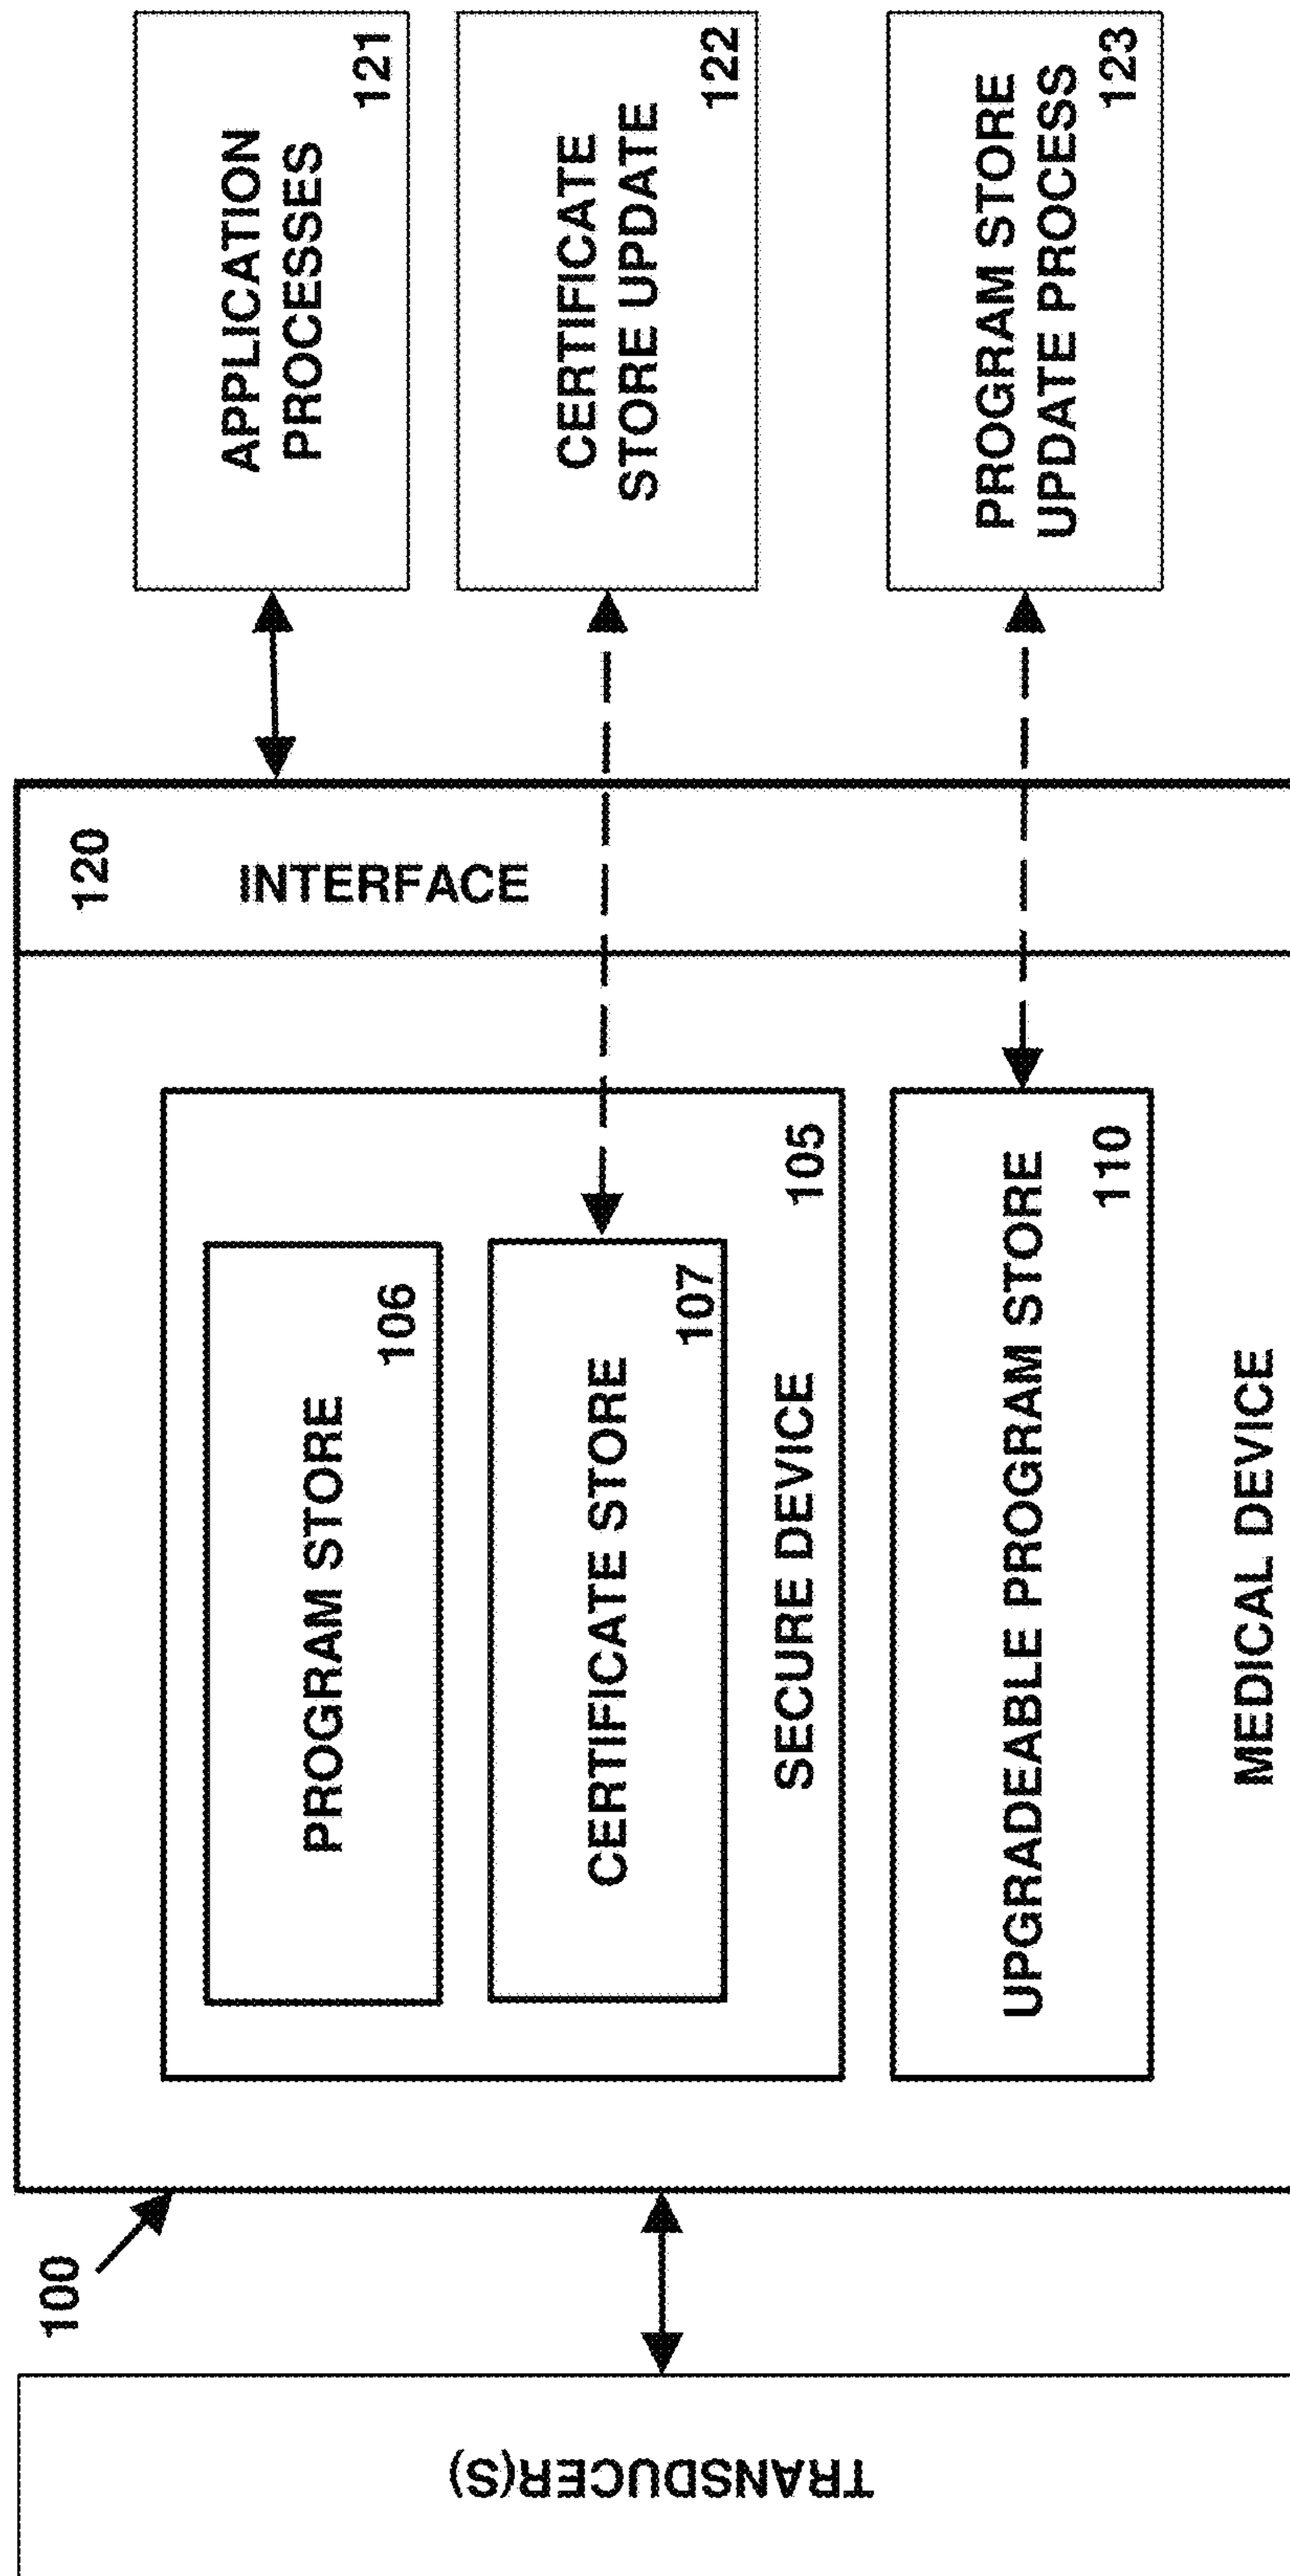 100
TRANSDUCER(S)
PROGRAM STORE
106
CERTIFICATE STORE
107
SECURE DEVICE
105
UPGRADEABLE PROGRAM STORE
110
MEDICAL DEVICE
120
INTERFACE
APPLICATION
PROCESSES
121
CERTIFICATE
STORE UPDATE
122
PROGRAM STORE
UPDATE PROCESS
123